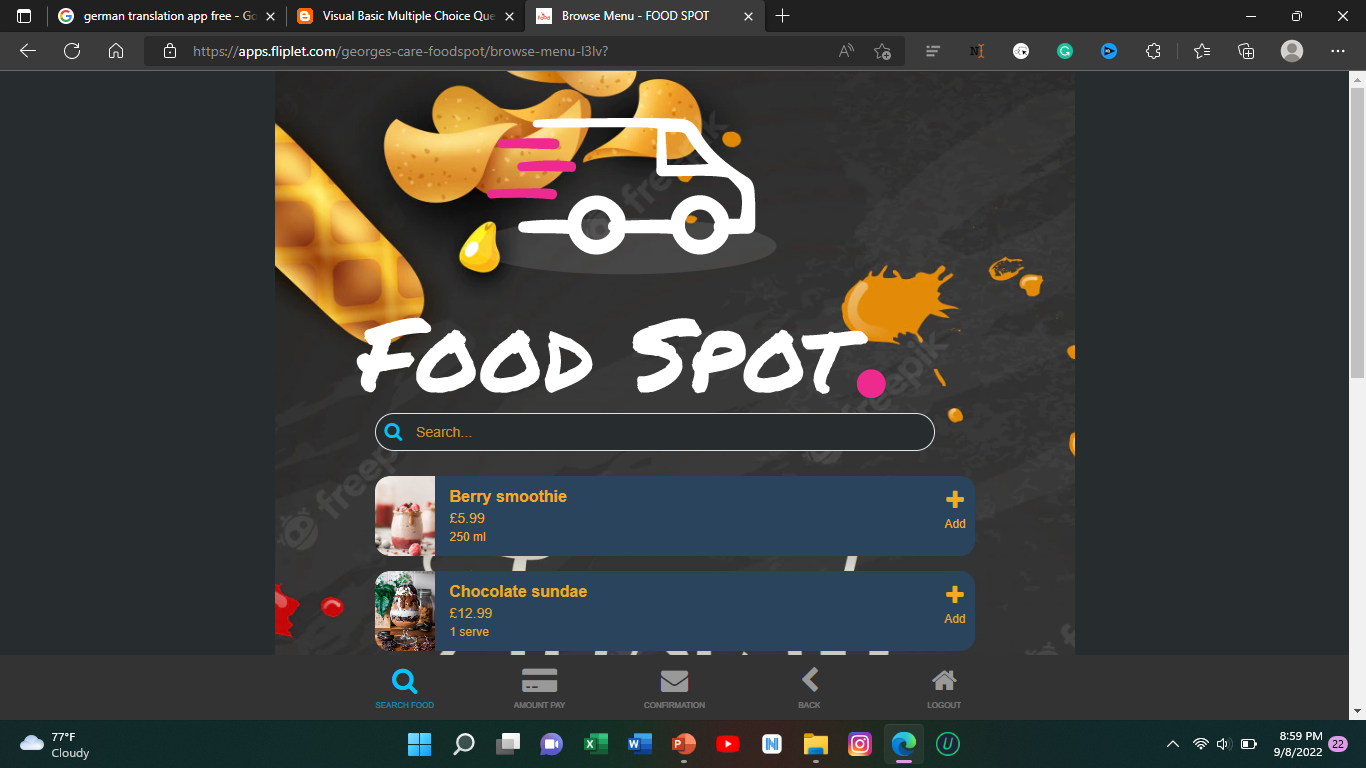 german translation app free - Go
Visual Basic Multiple Choice Que
Browse Menu - FOOD SPOT
https://apps.fliplet.com/georges-care-foodspot/browse-menu-l3lv?
freepik
Food Spot.
freepik
Search...
freepik
Berry smoothie
£5.99
250 ml
Add
Chocolate sundae
£12.99
1 serve
Add
SEARCH FOOD
AMOUNT PAY
CONFIRMATION
BACK
LOGOUT
77°F
Cloudy
8:59 PM
9/8/2022
22